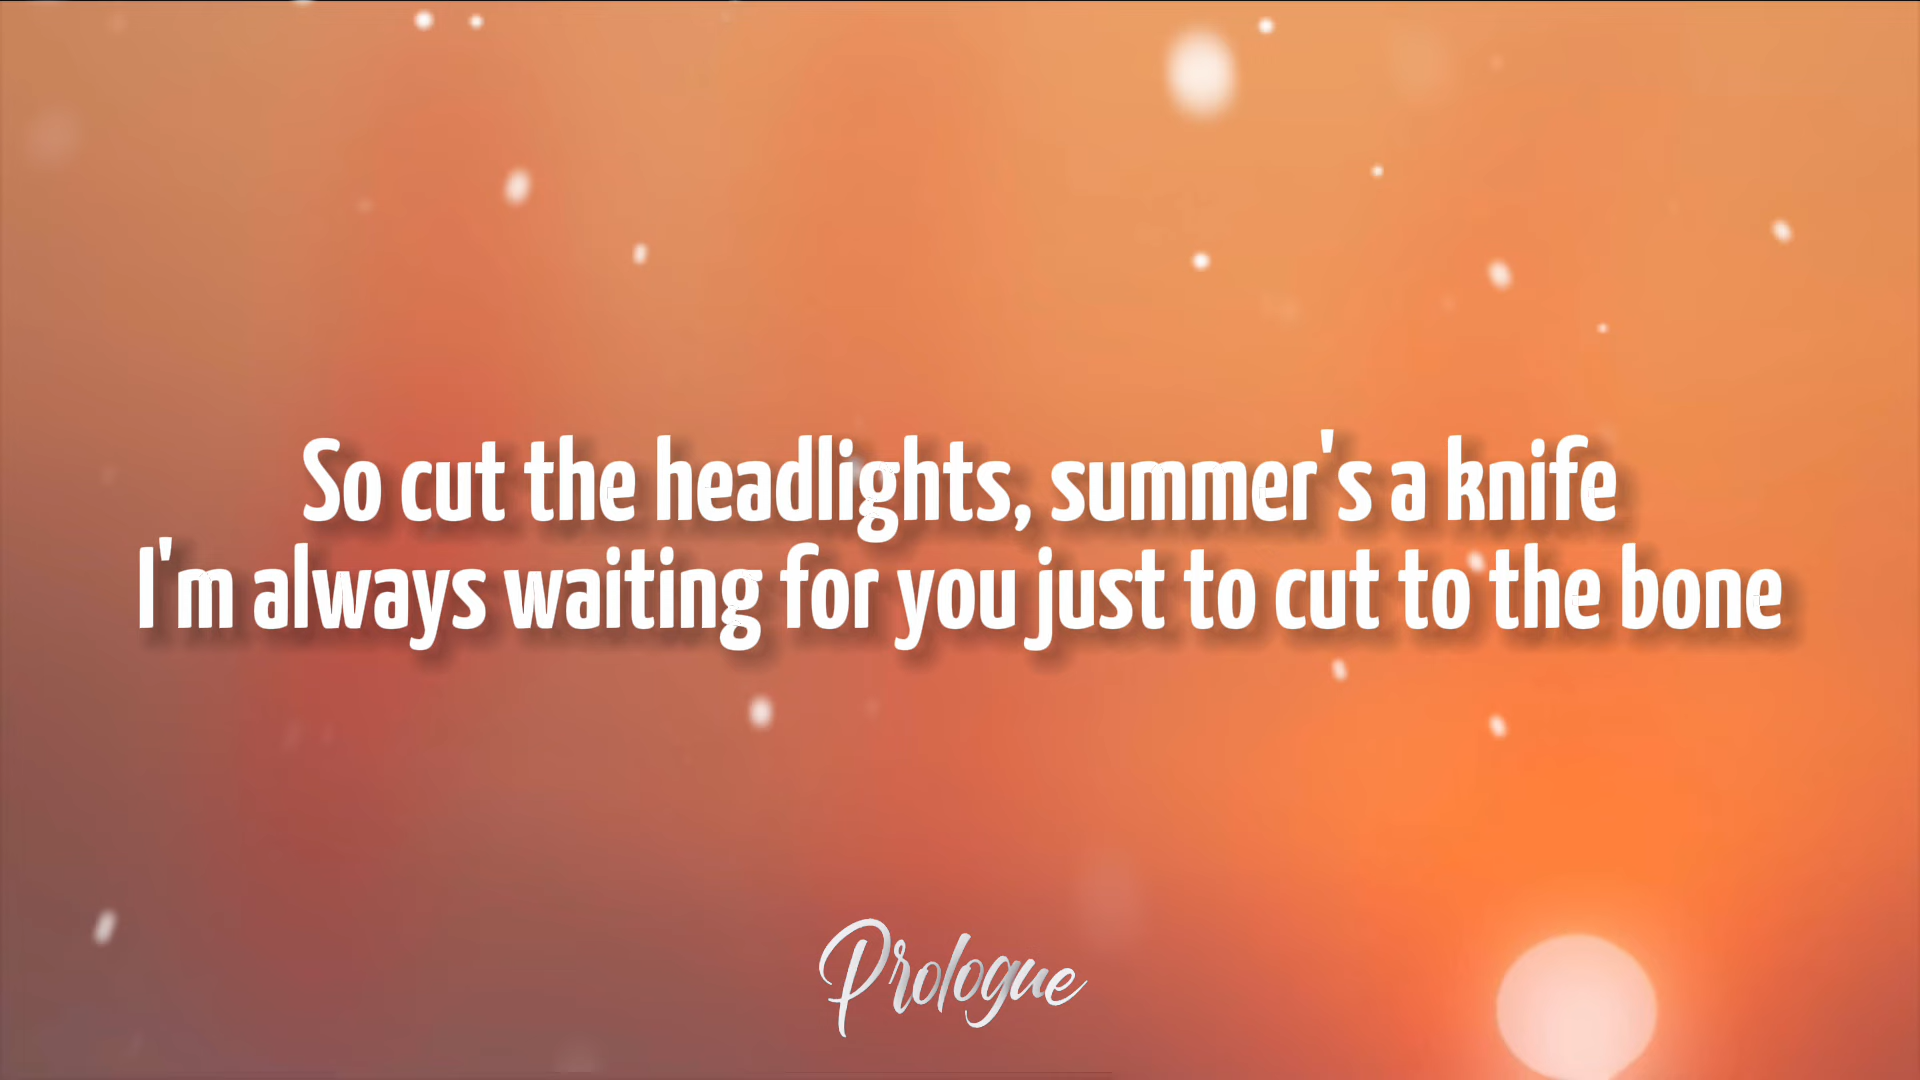 So cut the headlights, summer's a knife
I'm always waiting for you just to cut to the bone
Prologue